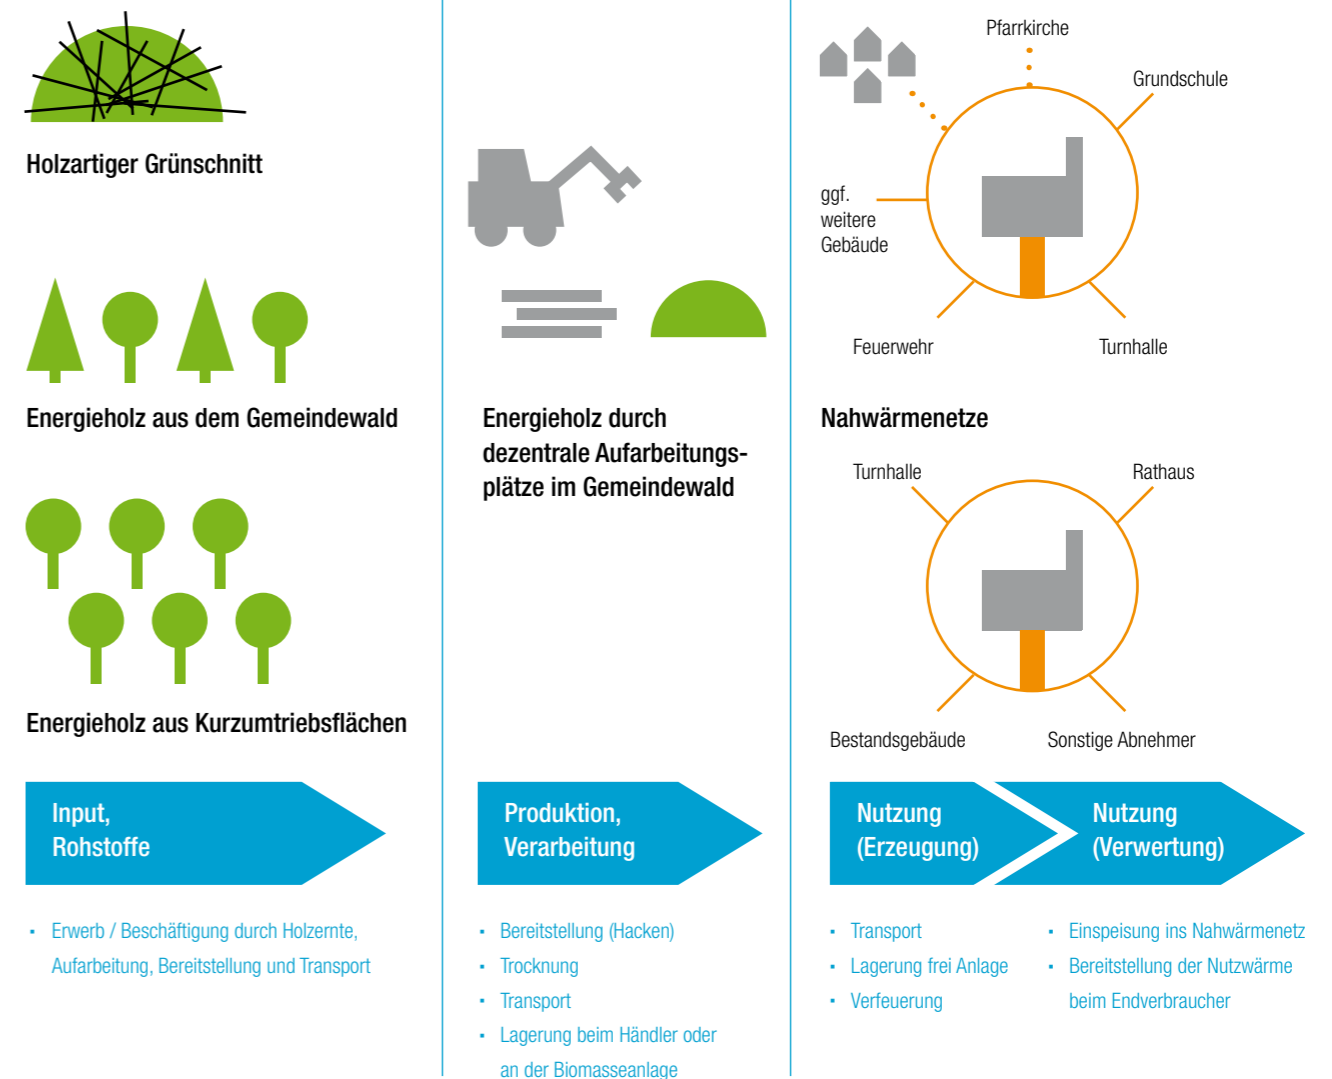 Holzartiger Grünschnitt
Energieholz aus dem Gemeindewald
Energieholz aus Kurzumtriebsflächen
Input,
Rohstoffe
• Erwerb / Beschäftigung durch Holzernte,
Aufarbeitung, Bereitstellung und Transport
Energieholz durch
dezentrale Aufarbeitungs-
plätze im Gemeindewald
Produktion,
Verarbeitung
• Bereitstellung (Hacken)
• Trocknung
• Transport
• Lagerung beim Händler oder
an der Biomasseanlage
Pfarrkirche
Grundschule
ggf.
weitere
Gebäude
Feuerwehr
Turnhalle
Nahwärmenetze
Turnhalle
Rathaus
Bestandsgebäude
Sonstige Abnehmer
Nutzung
(Erzeugung)
• Transport
• Lagerung frei Anlage
• Verfeuerung
Nutzung
(Verwertung)
• Einspeisung ins Nahwärmenetz
• Bereitstellung der Nutzwärme
beim Endverbraucher